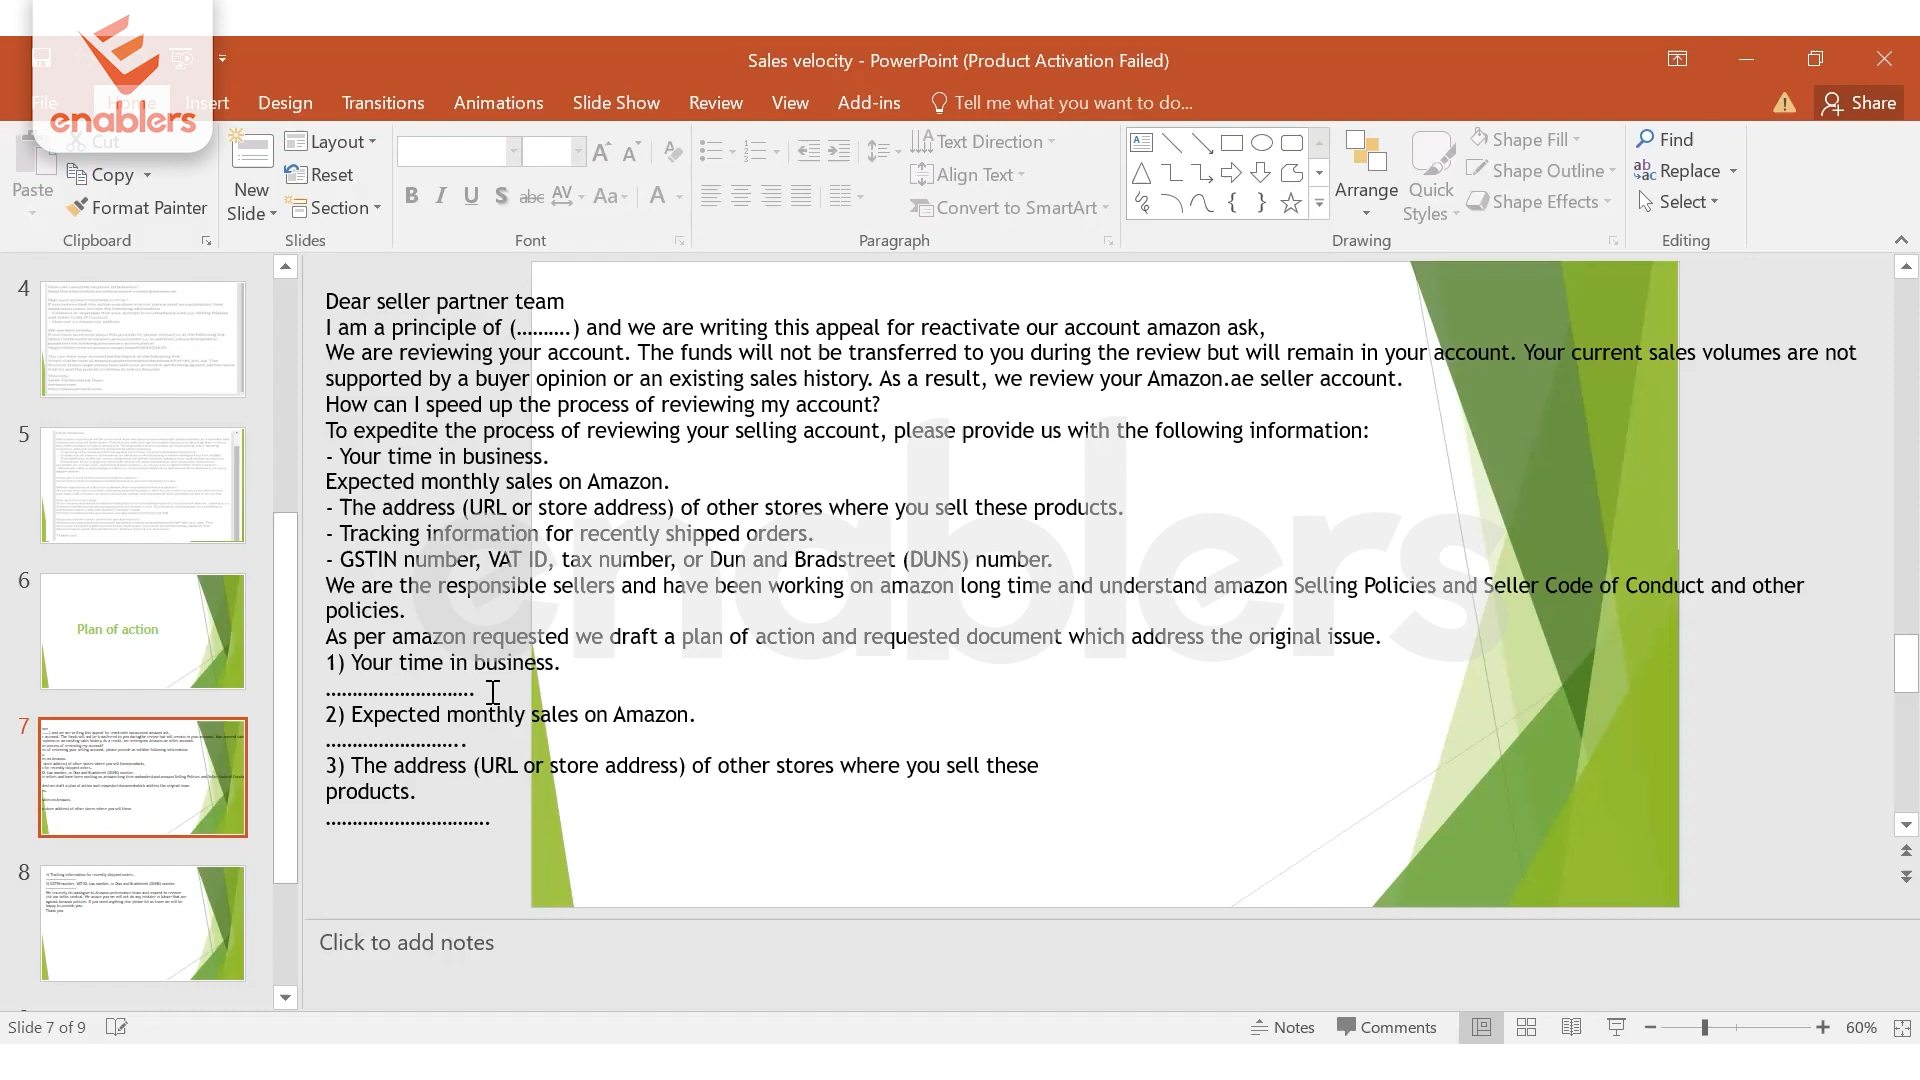 Sales velocity - PowerPoint (Product Activation Failed)
File Home Insert Design Transitions Animations Slide Show Review View Add-ins Tell me what you want to do... Share
enablers
Paste
Cut
Copy
Format Painter
Clipboard
New Slide
Layout
Reset
Section
Slides
Font
Text Direction
Align Text
Convert to SmartArt
Paragraph
Arrange
Quick Styles
Shape Fill
Shape Outline
Shape Effects
Drawing
Find
Replace
Select
Editing
4
5
6
Plan of action
7
8
Dear seller partner team
I am a principle of (..........) and we are writing this appeal for reactivate our account amazon ask,
We are reviewing your account. The funds will not be transferred to you during the review but will remain in your account. Your current sales volumes are not
supported by a buyer opinion or an existing sales history. As a result, we review your Amazon.ae seller account.
How can I speed up the process of reviewing my account?
To expedite the process of reviewing your selling account, please provide us with the following information:
- Your time in business.
Expected monthly sales on Amazon.
- The address (URL or store address) of other stores where you sell these products.
- Tracking information for recently shipped orders.
- GSTIN number, VAT ID, tax number, or Dun and Bradstreet (DUNS) number.
We are the responsible sellers and have been working on amazon long time and understand amazon Selling Policies and Seller Code of Conduct and other
policies.
As per amazon requested we draft a plan of action and requested document which address the original issue.
1) Your time in business.
............................
2) Expected monthly sales on Amazon.
...........................
3) The address (URL or store address) of other stores where you sell these
products.
...............................
enablers
Click to add notes
Slide 7 of 9
Notes
Comments
60%